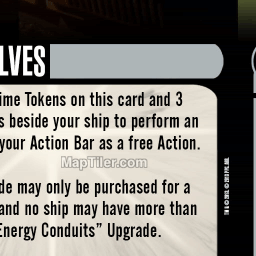 LVES
ime Tokens on this card and 3
s beside your ship to perform an
your Action Bar as a free Action.
MapTiler.com
de may only be purchased for a
and no ship may have more than
Energy Conduits” Upgrade.